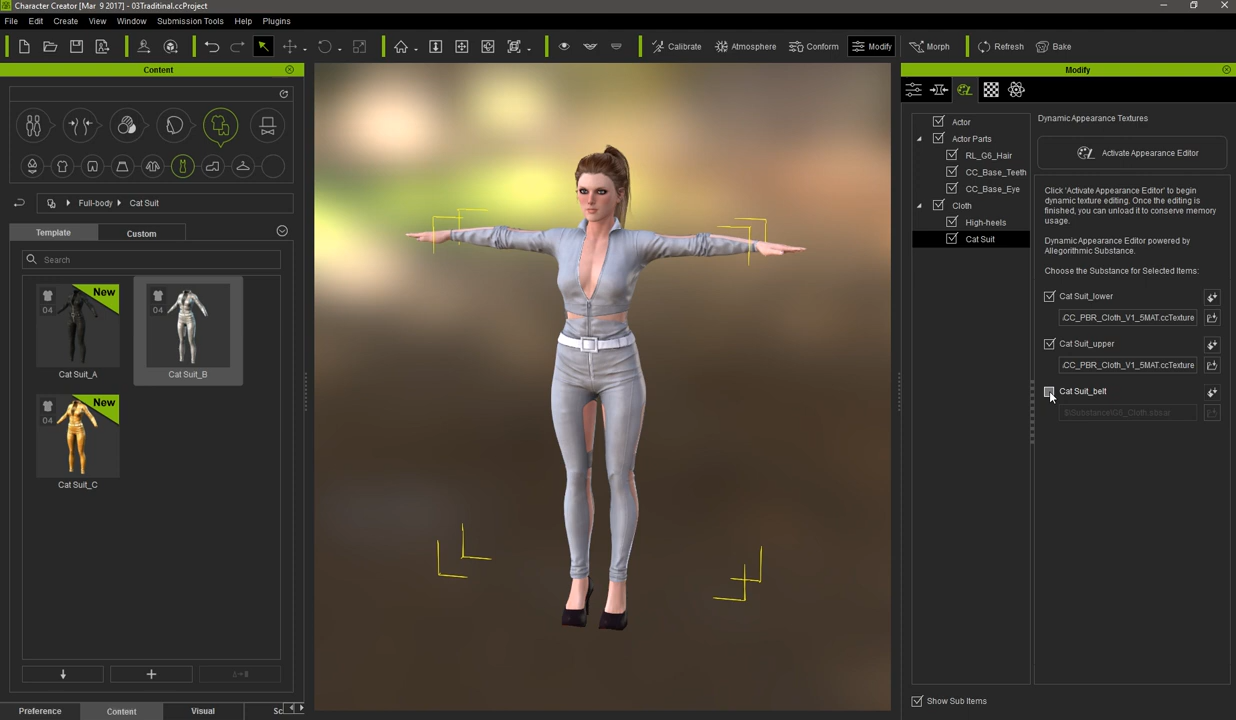 Character Creator [Mar 9 2017] - 03Traditinal.ccProject
File Edit Create View Window Submission Tools Help Plugins
Calibrate Atmosphere Conform Modify Morph Refresh Bake
Content
Full-body Cat Suit
Template Custom
Search
04 New
Cat Suit_A
04
Cat Suit_B
04 New
Cat Suit_C
Preference Content Visual Sc
Modify
Actor
Actor Parts
RL_G6_Hair
CC_Base_Teeth
CC_Base_Eye
Cloth
High-heels
Cat Suit
Show Sub Items
Dynamic Appearance Textures
Activate Appearance Editor
Click 'Activate Appearance Editor' to begin
dynamic texture editing. Once the editing is
finished, you can unload it to conserve memory
usage.
Dynamic Appearance Editor powered by
Allegorithmic Substance.
Choose the Substance for Selected Items:
Cat Suit_lower
.CC_PBR_Cloth_V1_5MAT.ccTexture
Cat Suit_upper
.CC_PBR_Cloth_V1_5MAT.ccTexture
Cat Suit_belt